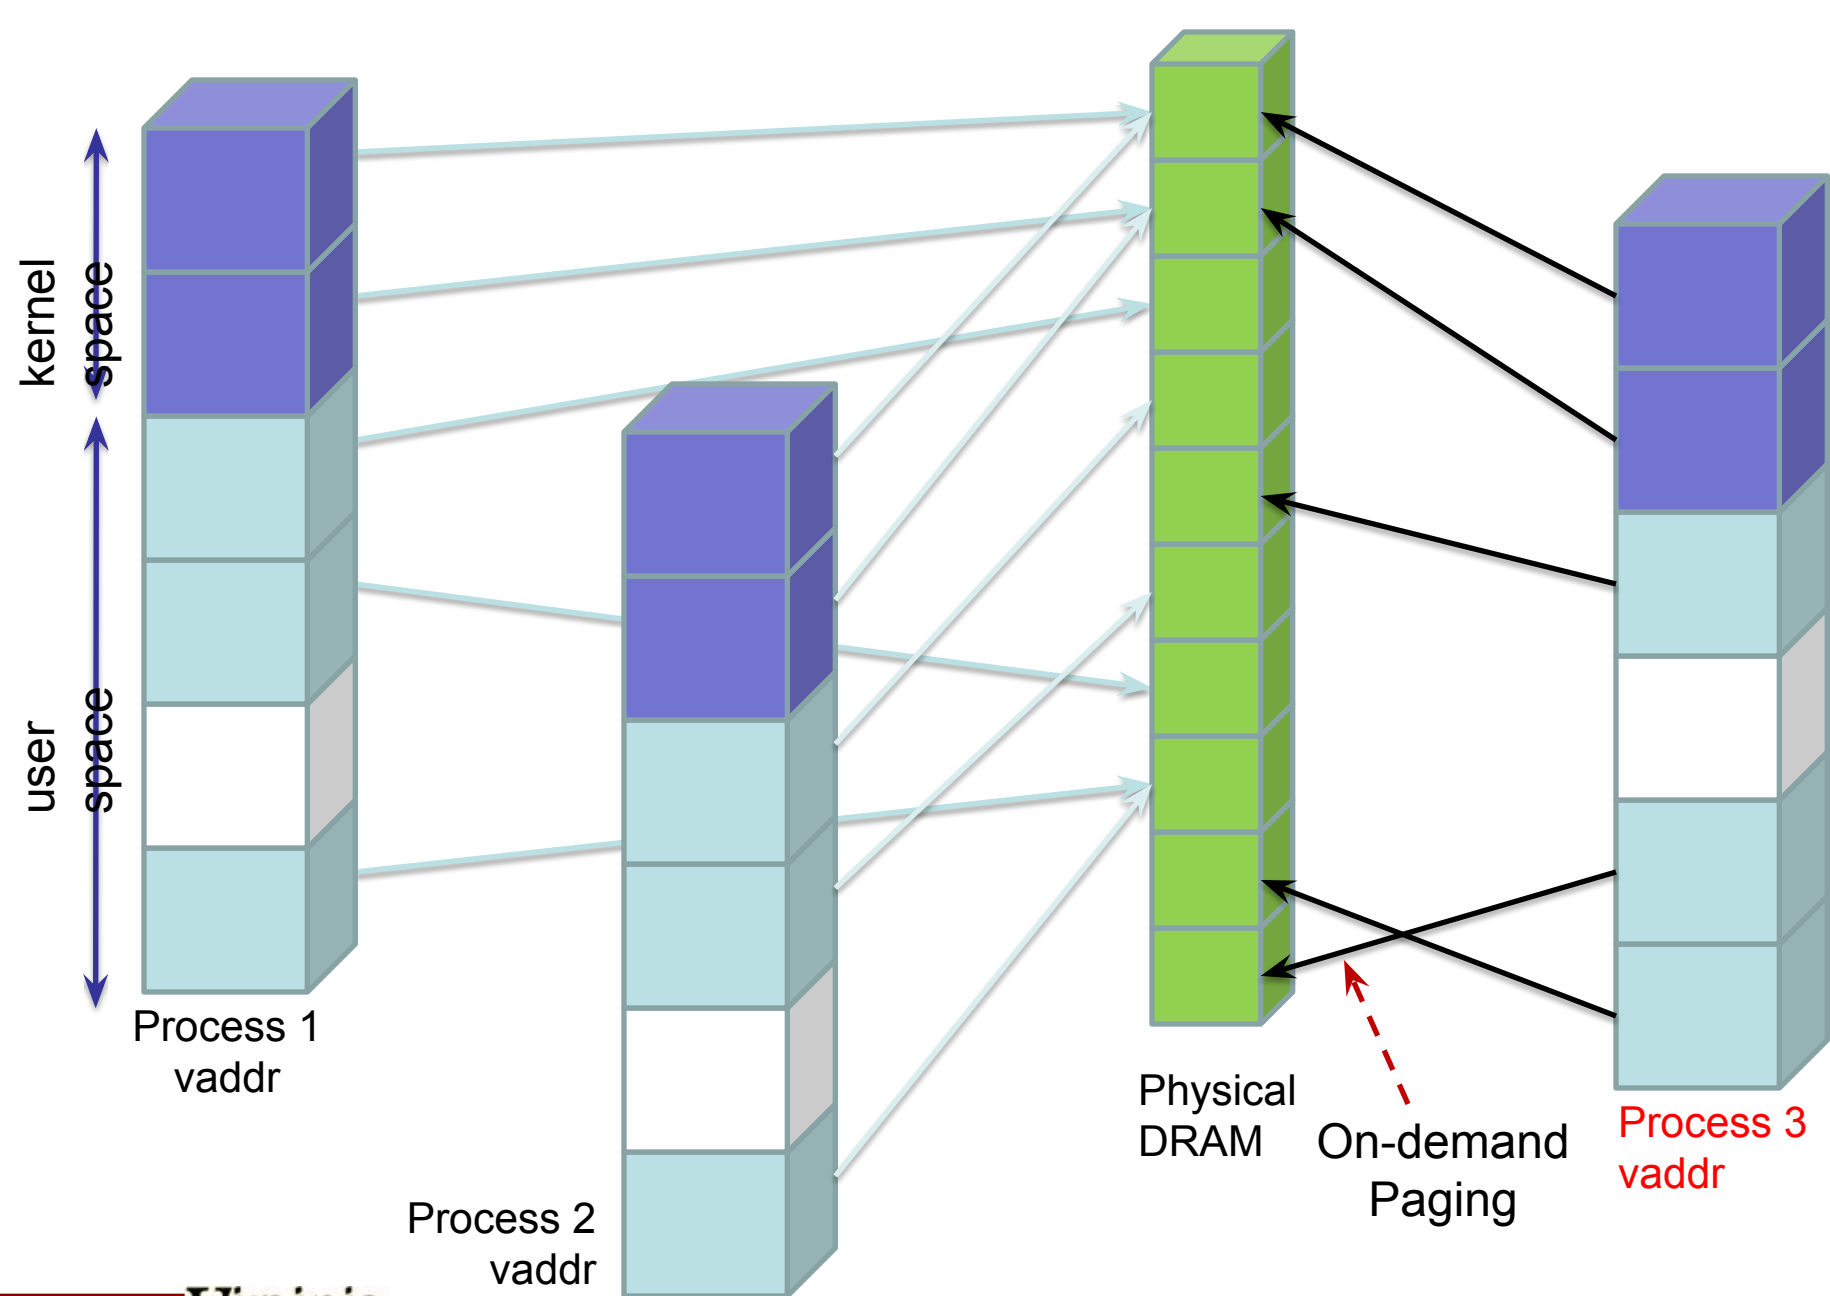 kernel
space
user
space
Process 1
vaddr
Process 2
vaddr
Physical
DRAM
On-demand
Paging
Process 3
vaddr